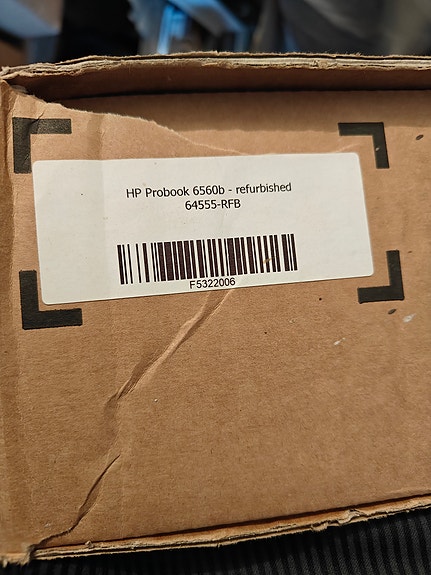 HP Probook 6560b - refurbished
64555-RFB
F5322006